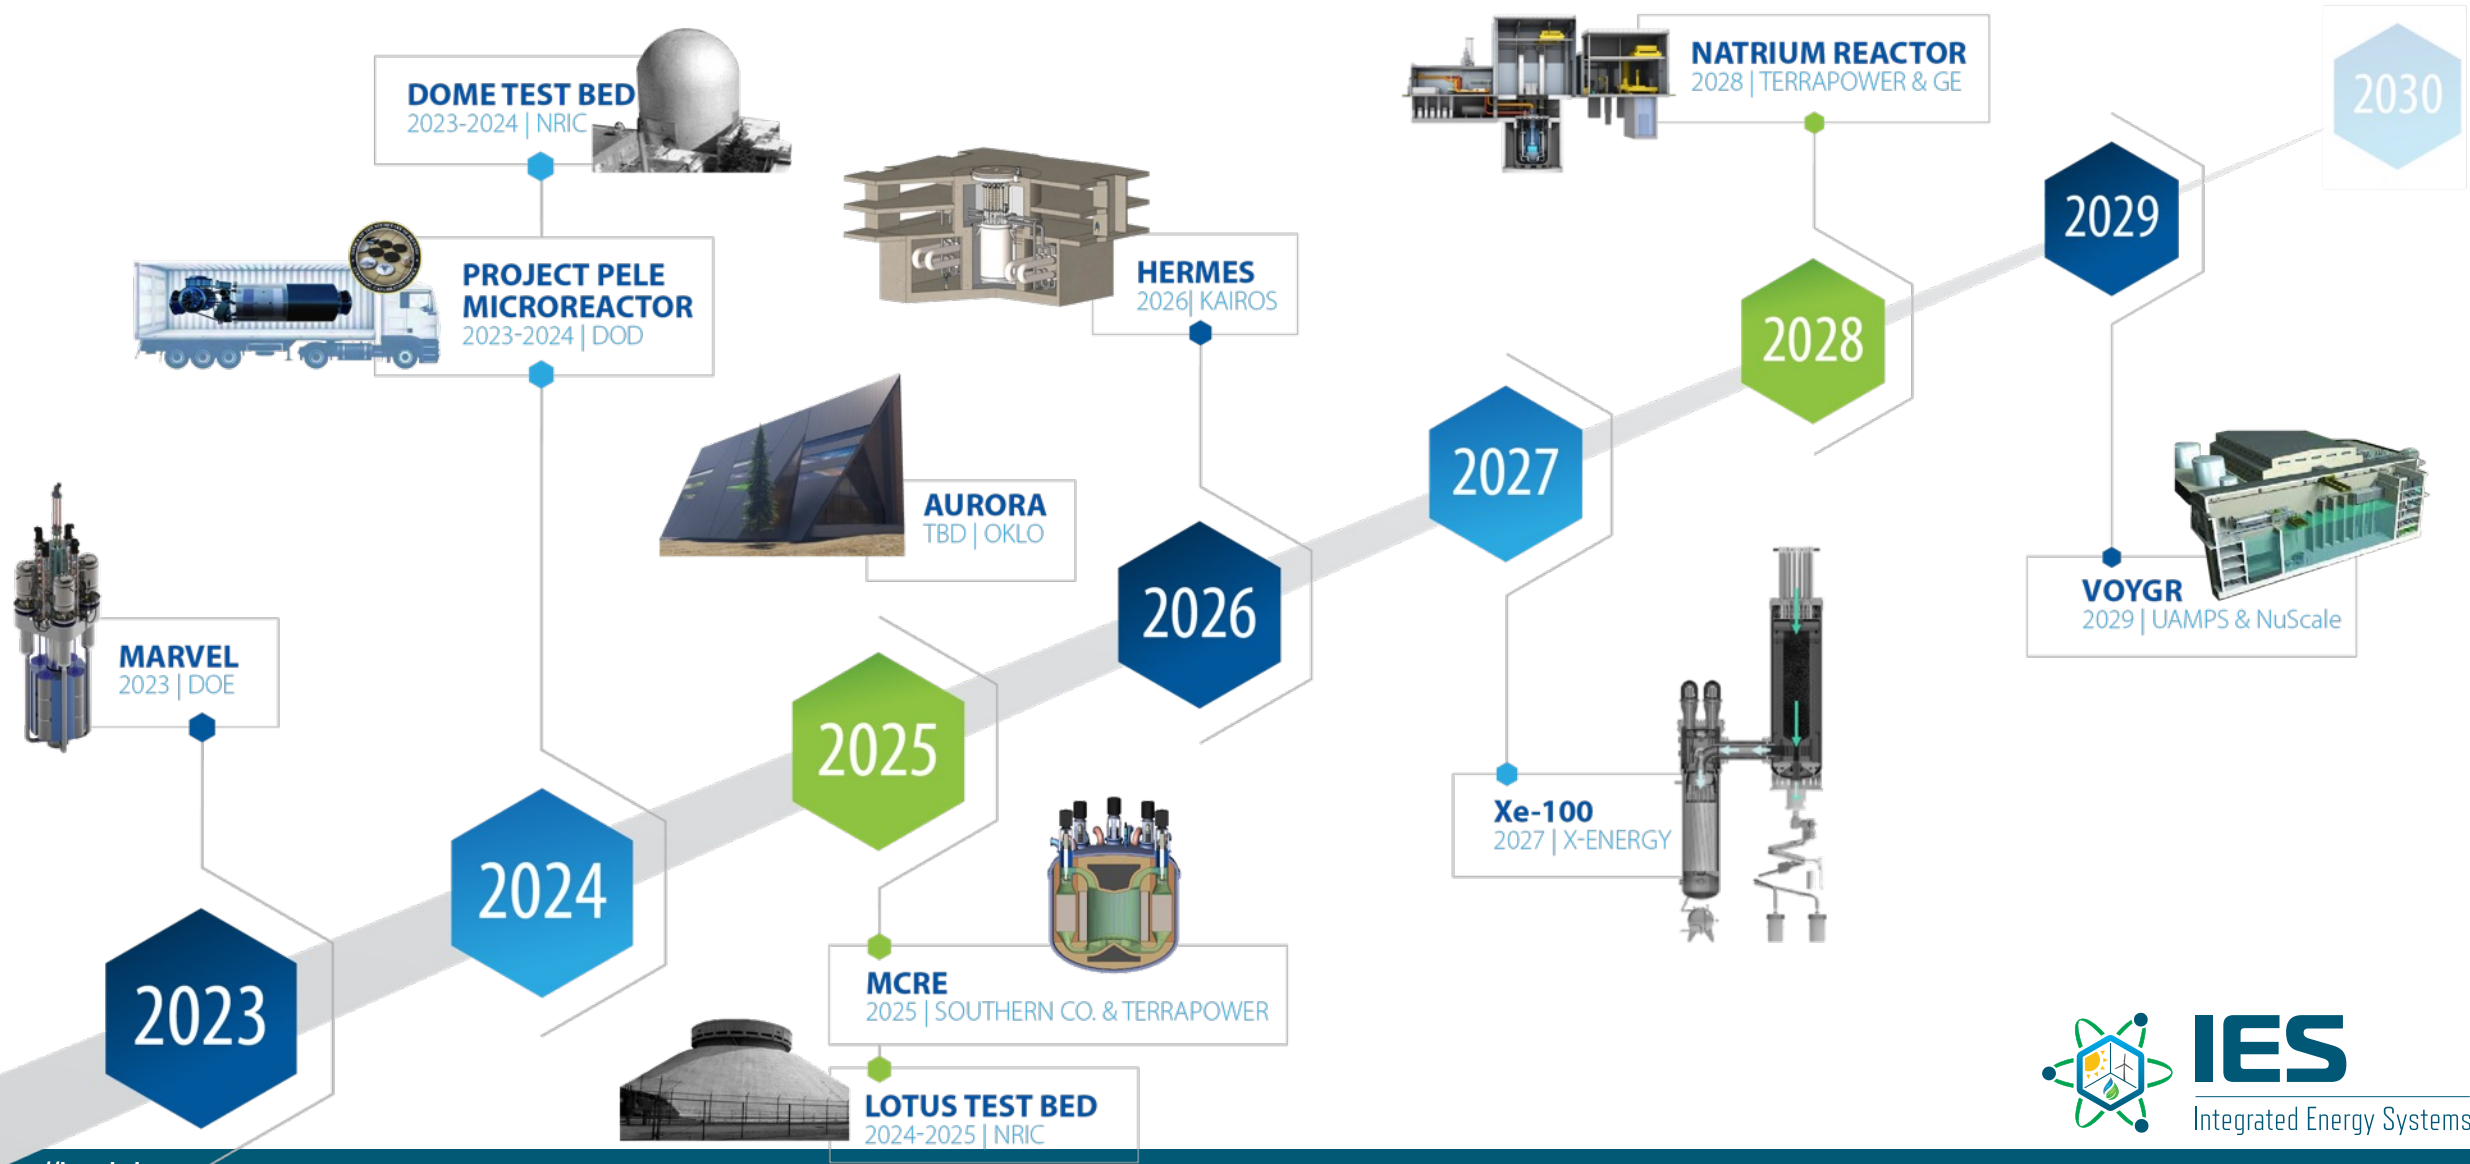 DOME TEST BED
2023-2024 | NRIC
NATRIUM REACTOR
2028 | TERRAPOWER & GE
2030
2029
PROJECT PELE
MICROREACTOR
2023-2024 | DOD
HERMES
2026| KAIROS
2028
2027
AURORA
TBD | OKLO
2026
VOYGR
2029 | UAMPS & NuScale
MARVEL
2023 | DOE
2025
Xe-100
2027 | X-ENERGY
2024
MCRE
2025 | SOUTHERN CO. & TERRAPOWER
2023
LOTUS TEST BED
2024-2025 | NRIC
IES
Integrated Energy Systems